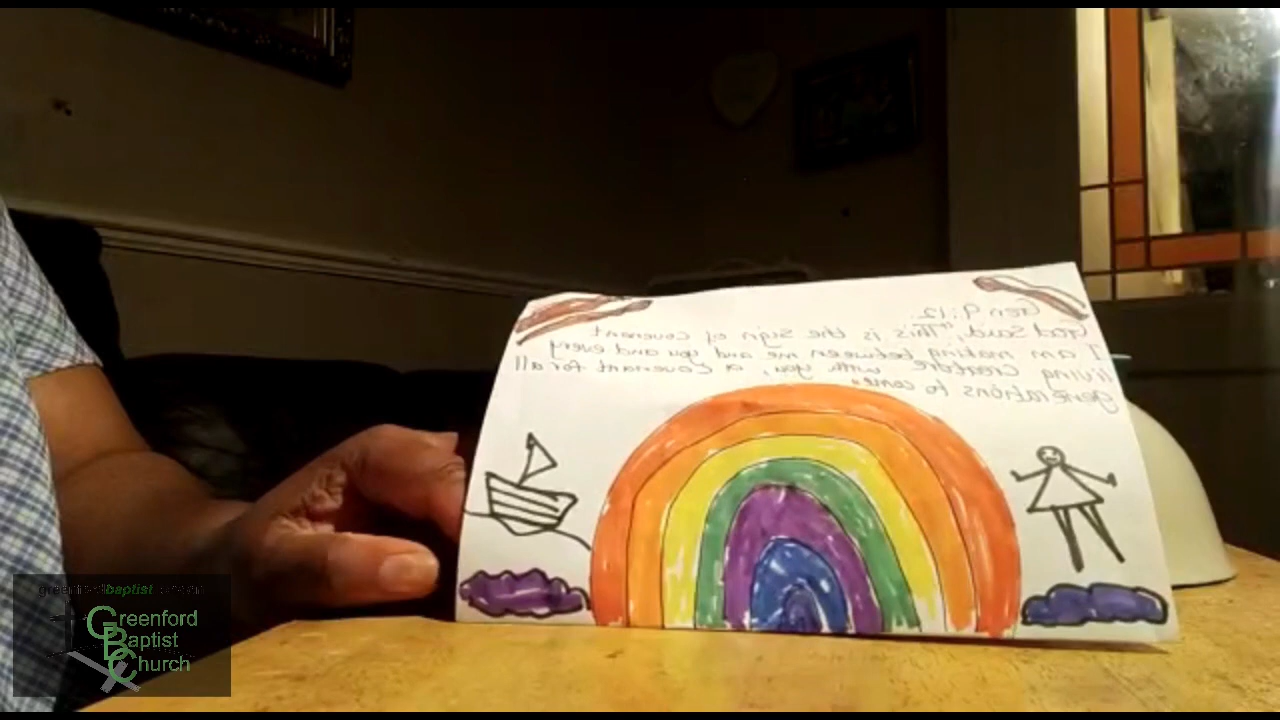 Gen 9:12.
God said, "This is the sign of covenant
I am making between me and you and every
living creature with you, a covenant for all
generations to come"
baptist
Greenford
Baptist
Church